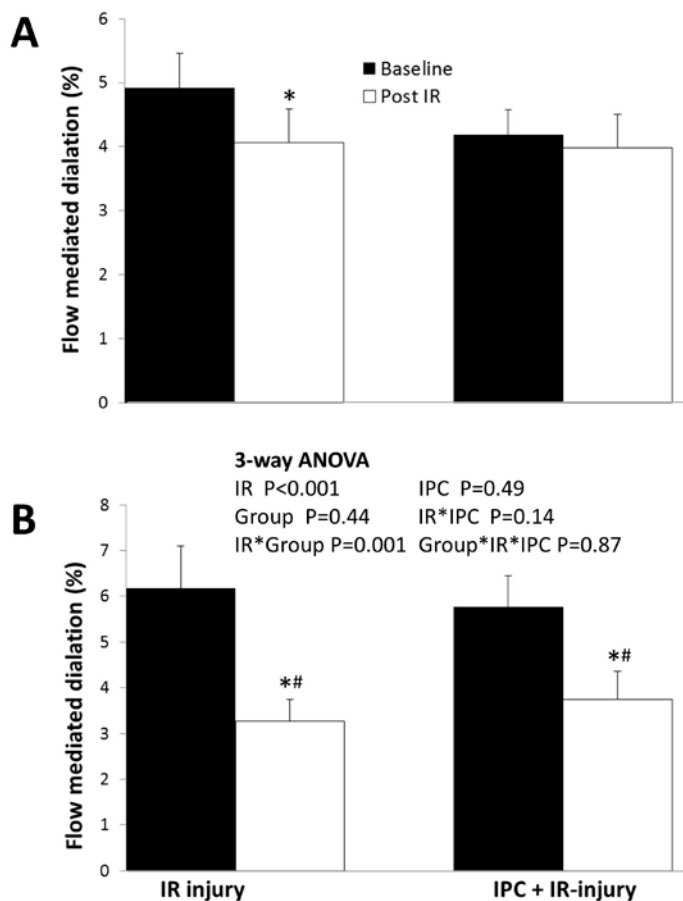 A
Flow mediated dialation (%)
6
5
4
3
2
1
0
Baseline
Post IR
*
3-way ANOVA
IR P<0.001 IPC P=0.49
Group P=0.44 IR*IPC P=0.14
IR*Group P=0.001 Group*IR*IPC P=0.87
B
Flow mediated dialation (%)
8
7
6
5
4
3
2
1
0
*#
*#
IR injury IPC + IR-injury